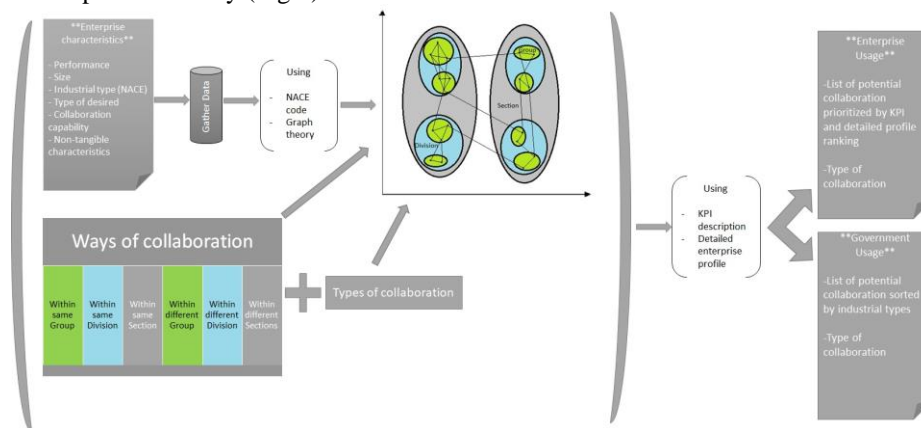 **Enterprise
characteristics**
- Performance
- Size
- Industrial type (NACE)
- Type of desired
- Collaboration
capability
- Non-tangible
characteristics
Gather Data
Using
- NACE
code
- Graph
theory
Group
Section
Division
Ways of collaboration
Within
same
Group
Within
same
Division
Within
same
Section
Within
different
Group
Within
different
Division
Within
different
Sections
Types of collaboration
Using
- KPI
description
- Detailed
enterprise
profile
**Enterprise
Usage**
-List of potential
collaboration
prioritized by KPI
and detailed profile
ranking
-Type of
collaboration
**Government
Usage**
-List of potential
collaboration sorted
by industrial types
-Type of
collaboration